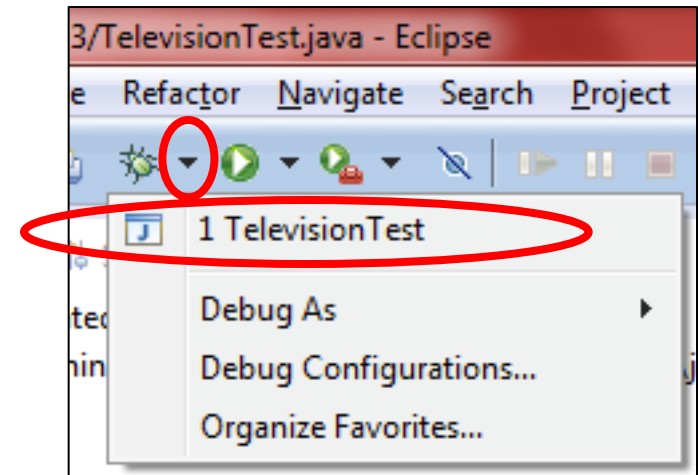 3/TelevisionTest.java - Eclipse
e Refactor Navigate Search Project
J 1 TelevisionTest
Debug As
Debug Configurations...
Organize Favorites...